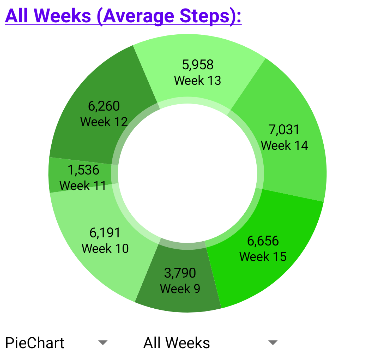 All Weeks (Average Steps):
5,958
Week 13
7,031
Week 14
6,656
Week 15
3,790
Week 9
6,191
Week 10
1,536
Week 11
6,260
Week 12
PieChart
All Weeks